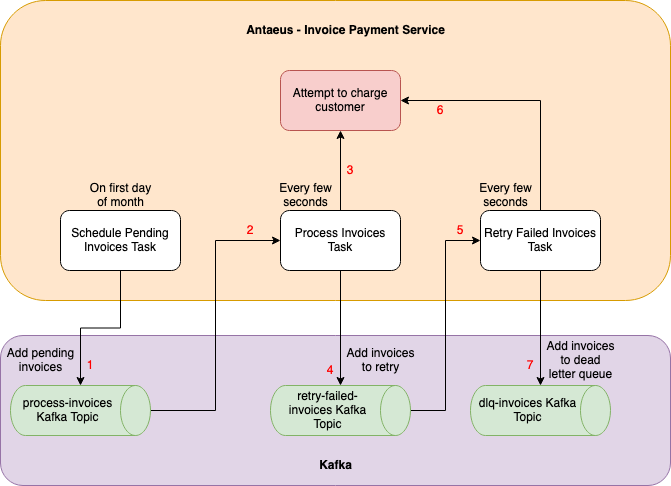 Antaeus - Invoice Payment Service
Attempt to charge
customer
6
3
On first day
of month
Every few
seconds
Every few
seconds
Schedule Pending
Invoices Task
2
Process Invoices
Task
5
Retry Failed Invoices
Task
Add pending
invoices
1
4
Add invoices
to retry
7
Add invoices
to dead
letter queue
process-invoices
Kafka Topic
retry-failed-
invoices Kafka
Topic
dlq-invoices Kafka
Topic
Kafka